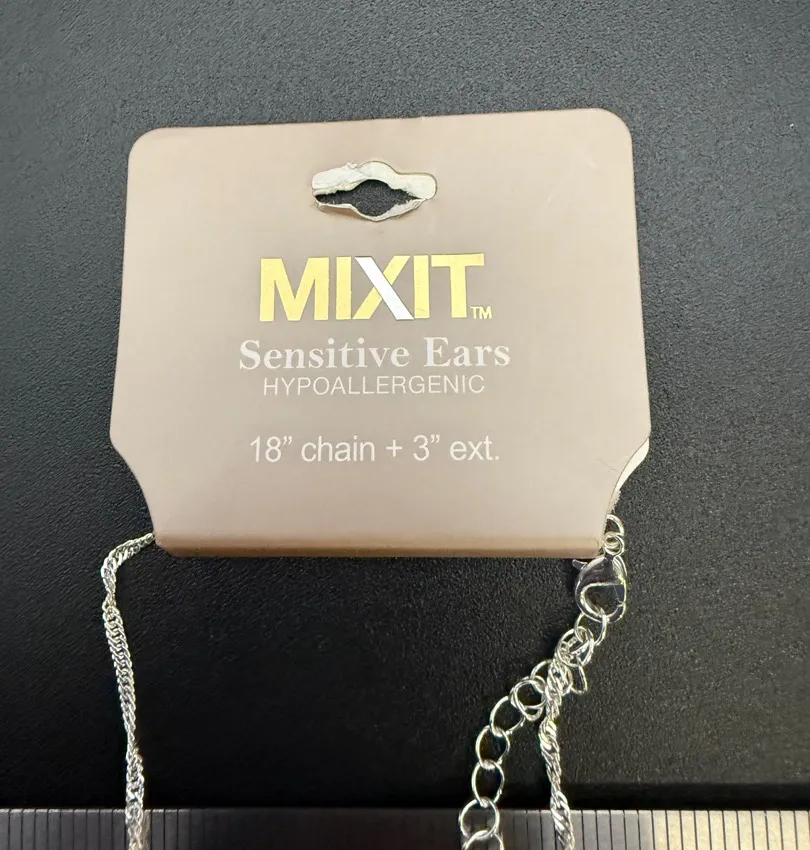 MIXIT™
Sensitive Ears
HYPOALLERGENIC
18” chain + 3” ext.